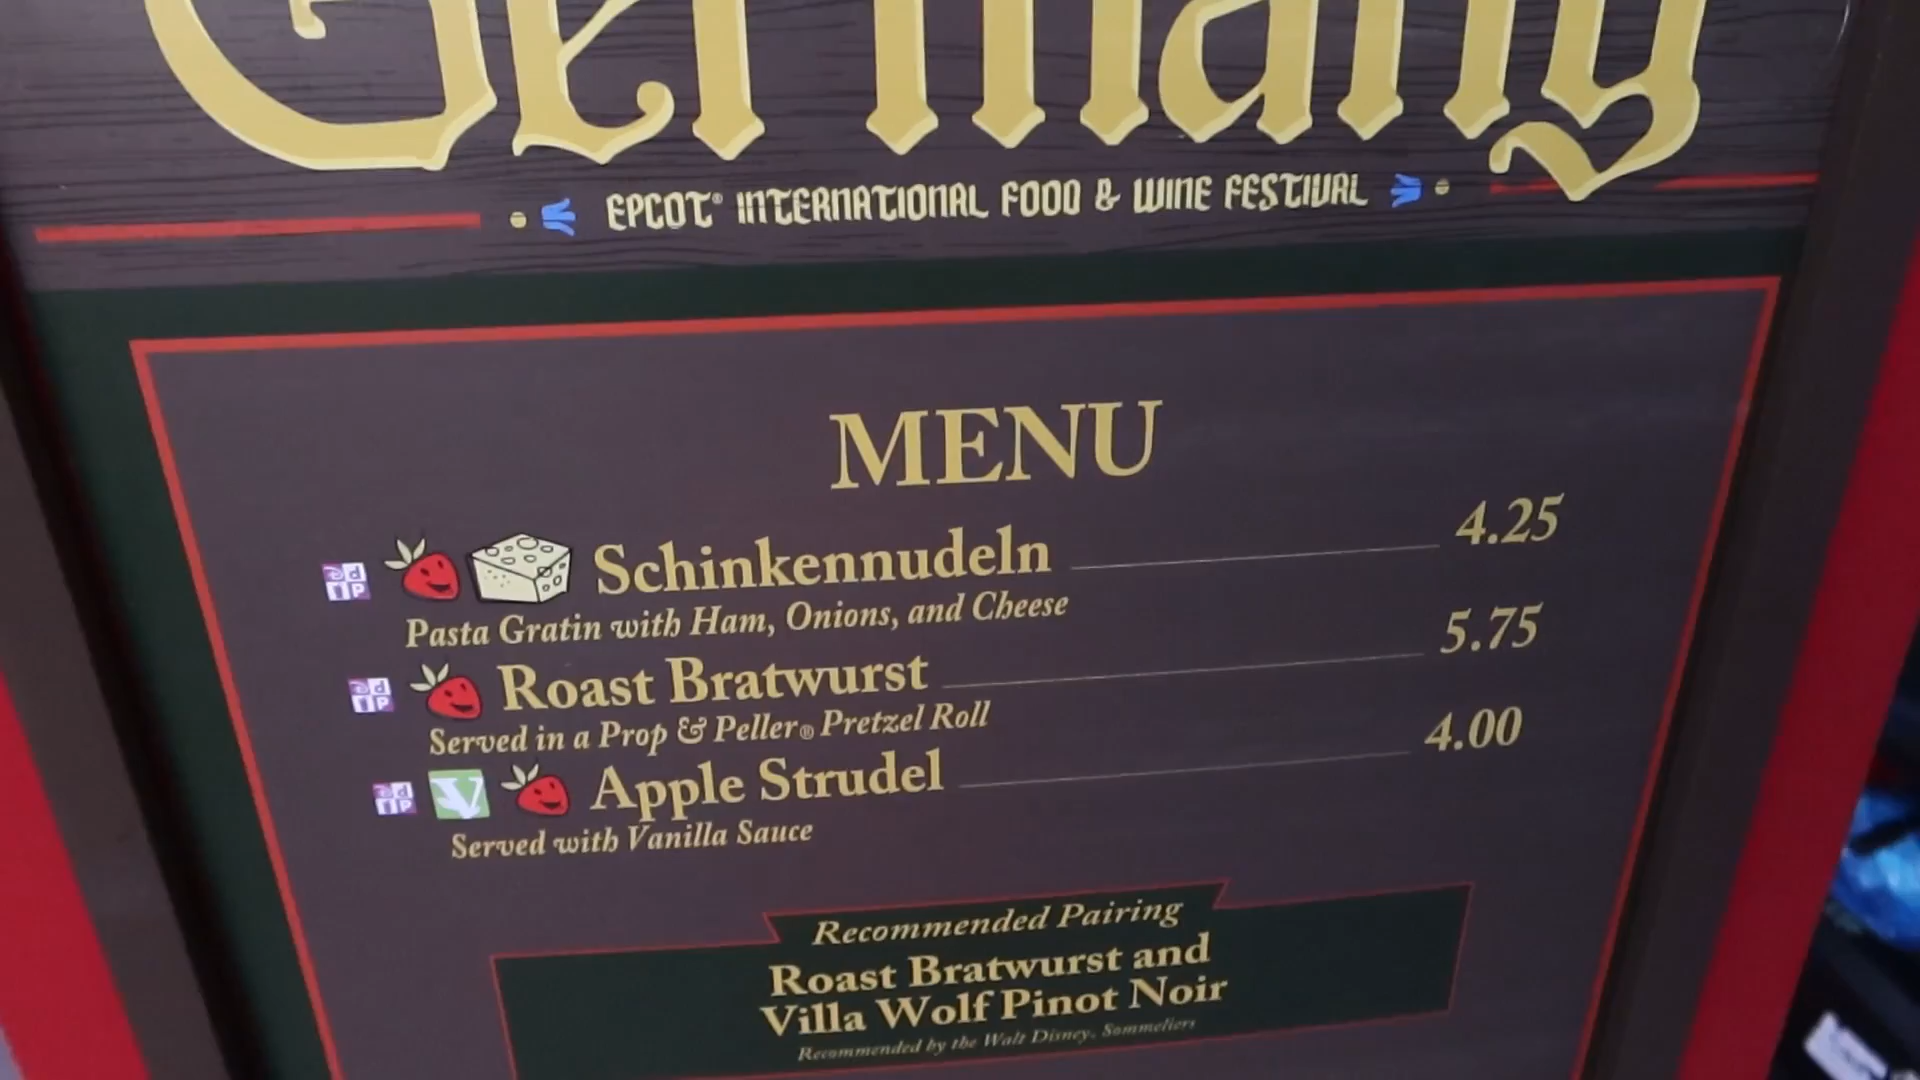 Germany
EPCOT® INTERNATIONAL FOOD & WINE FESTIVAL
MENU
Schinkennudeln 4.25
Pasta Gratin with Ham, Onions, and Cheese
Roast Bratwurst 5.75
Served in a Prop & Peller® Pretzel Roll
Apple Strudel 4.00
Served with Vanilla Sauce
Recommended Pairing
Roast Bratwurst and
Villa Wolf Pinot Noir
Recommended by the Walt Disney® Sommeliers